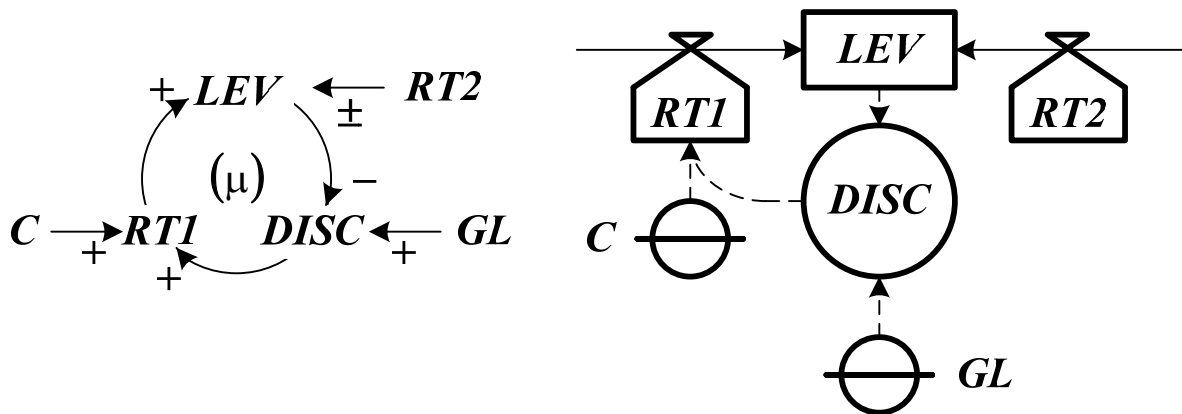 + LEV RT2
±
(μ) −
C RT1 DISC GL
+ + +
LEV
RT1 RT2
DISC
C
GL